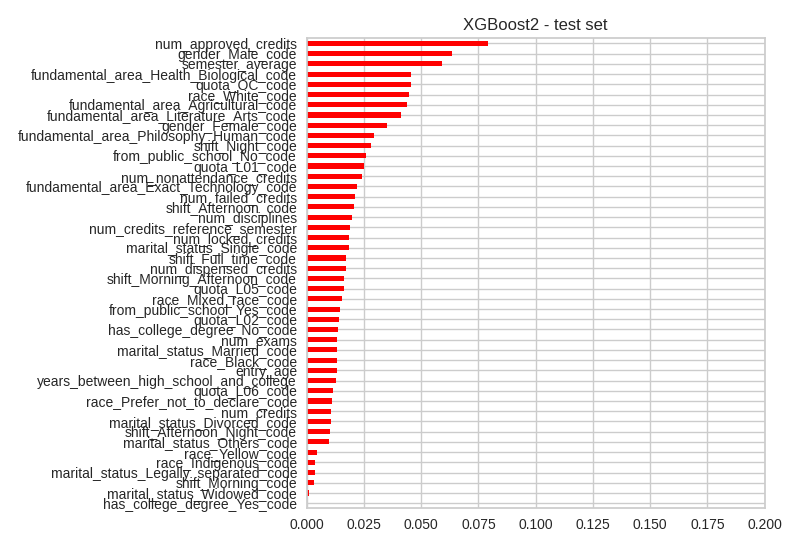 XGBoost2 - test set
num_approved_credits
gender_Male_code
semester_average
fundamental_area_Health_Biological_code
quota_OC_code
race_White_code
fundamental_area_Agricultural_code
fundamental_area_Literature_Arts_code
gender_Female_code
fundamental_area_Philosophy_Human_code
shift_Night_code
from_public_school_No_code
quota_L01_code
num_nonattendance_credits
fundamental_area_Exact_Technology_code
num_failed_credits
shift_Afternoon_code
num_disciplines
num_credits_reference_semester
num_locked_credits
marital_status_Single_code
shift_Full_time_code
num_dispensed_credits
shift_Morning_Afternoon_code
quota_L05_code
race_Mixed_race_code
from_public_school_Yes_code
quota_L02_code
has_college_degree_No_code
num_exams
marital_status_Married_code
race_Black_code
entry_age
years_between_high_school_and_college
quota_L06_code
race_Prefer_not_to_declare_code
num_credits
marital_status_Divorced_code
shift_Afternoon_Night_code
marital_status_Others_code
race_Yellow_code
race_Indigenous_code
marital_status_Legally_separated_code
shift_Morning_code
marital_status_Widowed_code
has_college_degree_Yes_code
0.000 0.025 0.050 0.075 0.100 0.125 0.150 0.175 0.200